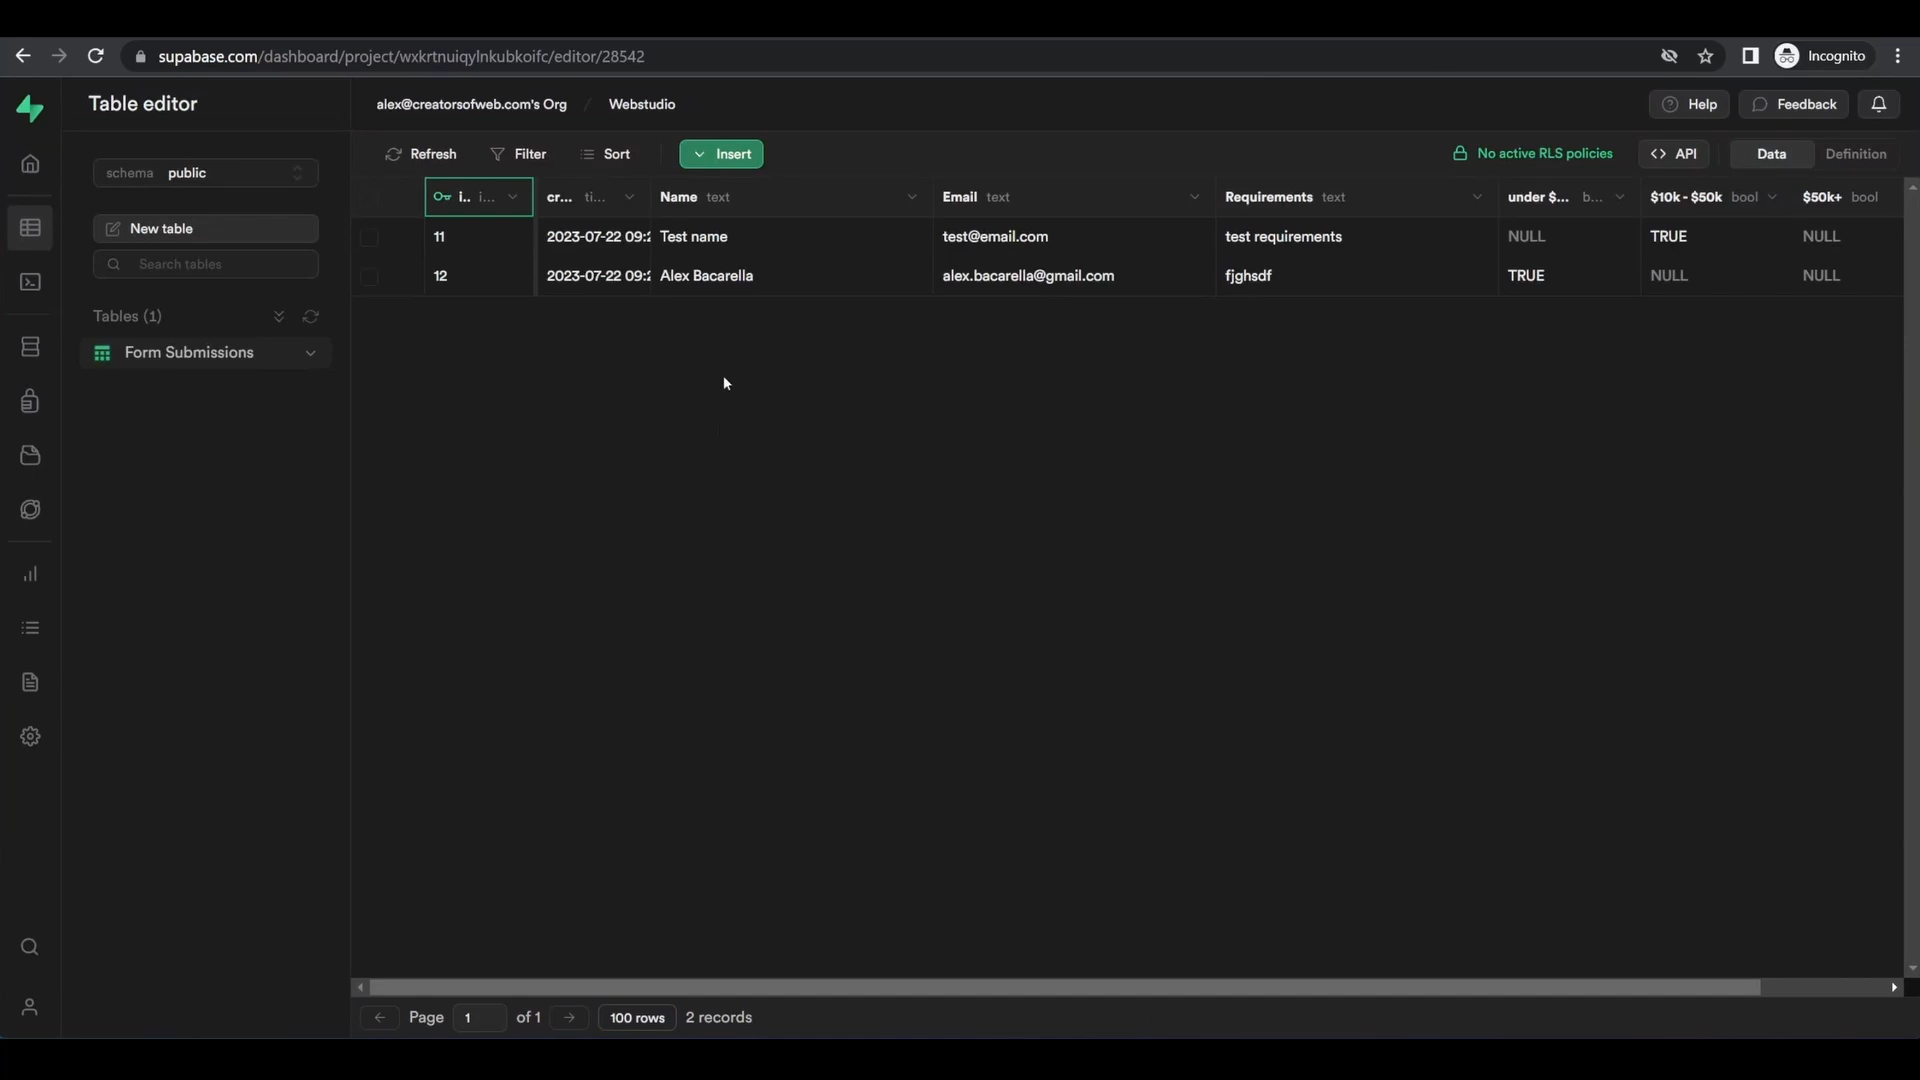 supabase.com/dashboard/project/wxkrtnuiqylnkubkoifc/editor/28542
Incognito
Table editor
alex@creatorsofweb.com's Org / Webstudio
Help
Feedback
schema public
Refresh
Filter
Sort
Insert
No active RLS policies
<> API
Data
Definition
New table
Search tables
Tables (1)
Form Submissions
i.. i... cr... ti... Name text Email text Requirements text under $... b... $10k - $50k bool $50k+ bool
11 2023-07-22 09:2 Test name test@email.com test requirements NULL TRUE NULL
12 2023-07-22 09:2 Alex Bacarella alex.bacarella@gmail.com fjghsdf TRUE NULL NULL
Page 1 of 1 100 rows 2 records